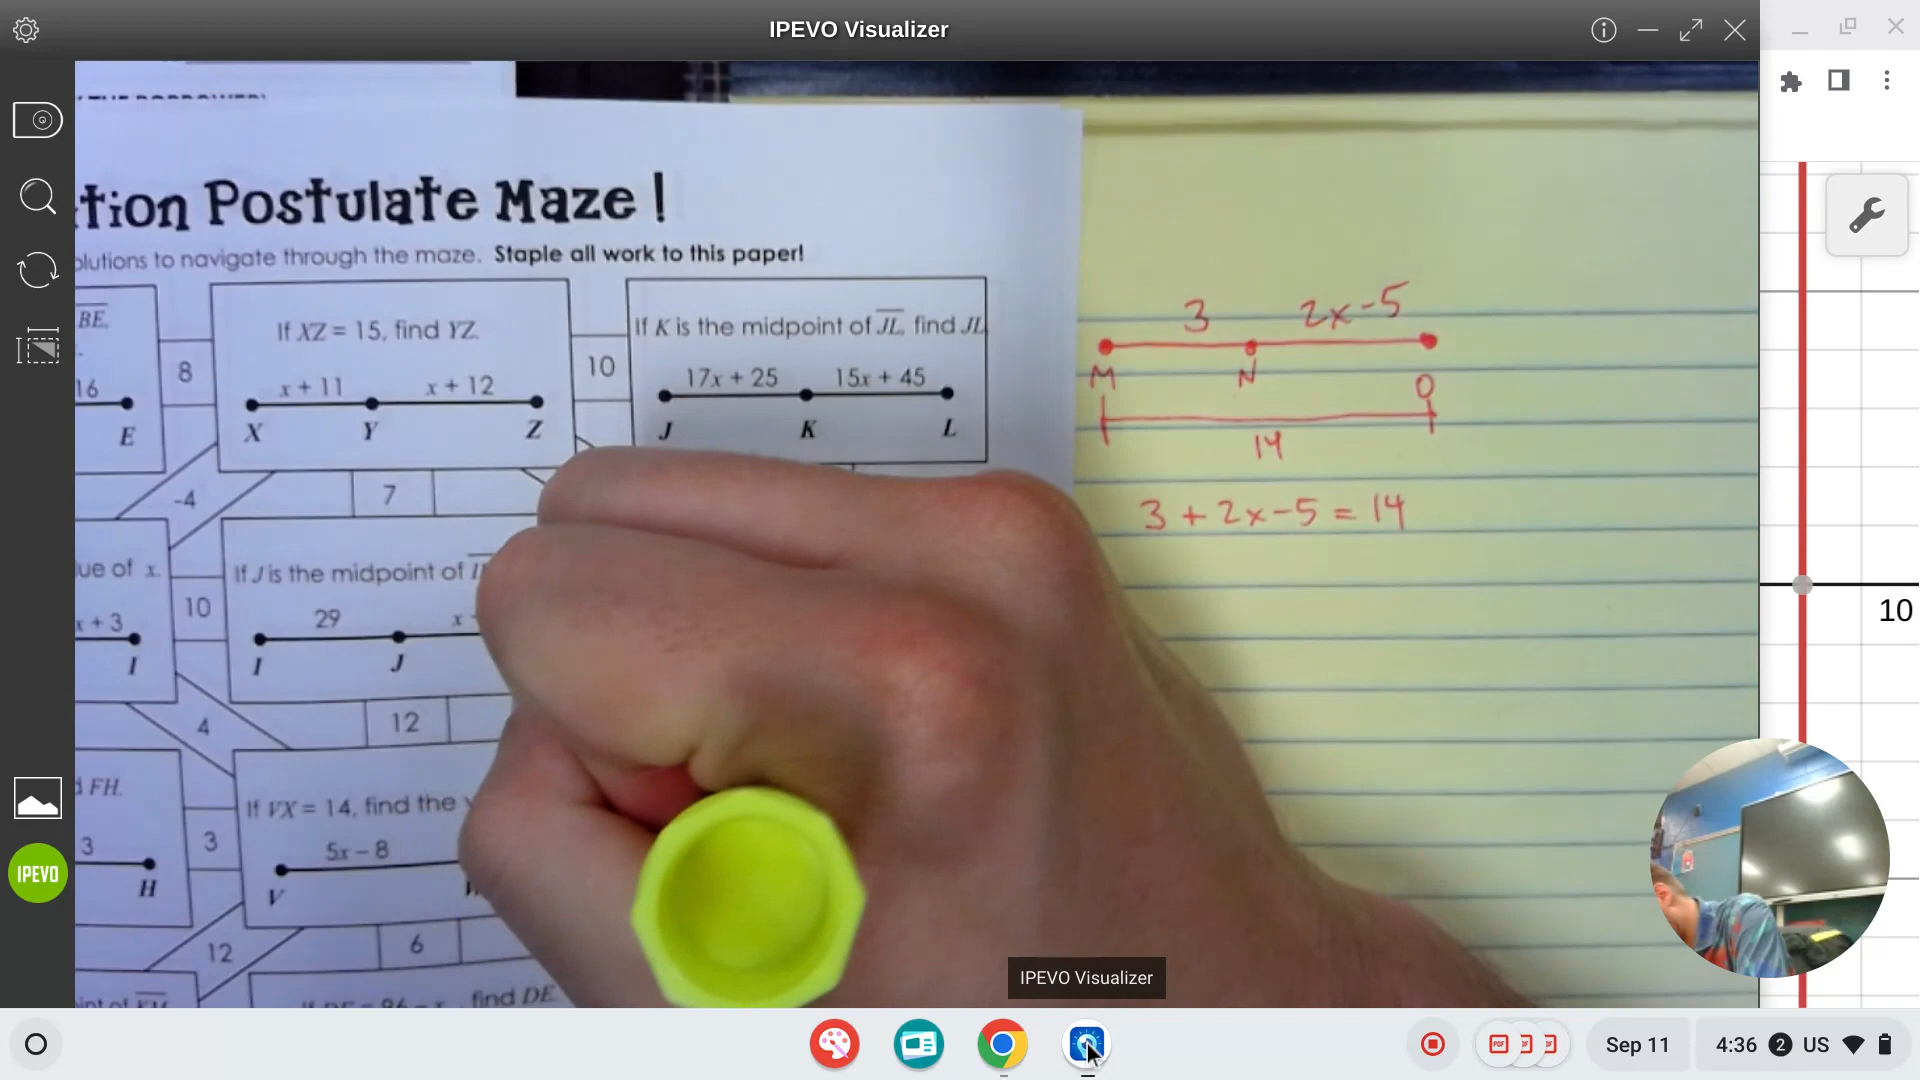 IPEVO Visualizer
tion Postulate Maze!
olutions to navigate through the maze. Staple all work to this paper!
BE.
16
E
8
If XZ = 15, find YZ.
x + 11
x + 12
X
Y
Z
10
If K is the midpoint of JL, find JL
17x + 25
15x + 45
J
K
L
-4
7
ue of x.
x + 3
I
10
If J is the midpoint of
29
x
I
J
4
12
FH.
3
H
3
If VX = 14, find the
5x – 8
V
12
6
find DE.
3
2x-5
M
N
O
14
3 + 2x-5 = 14
10
IPEVO
IPEVO Visualizer
PDF
Sep 11
4:36
2
US